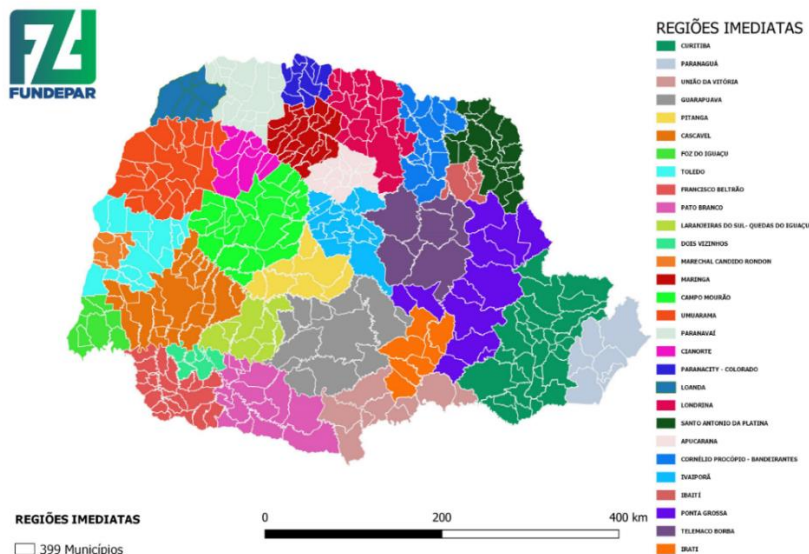 FUNDEPAR
REGIÕES IMEDIATAS
CURITIBA
PARANAGUÁ
UNIÃO DA VITÓRIA
GUARAPUAVA
PITANGA
CASCAVEL
FOZ DO IGUAÇU
TOLEDO
FRANCISCO BELTRÃO
PATO BRANCO
LARANJEIRAS DO SUL- QUEDAS DO IGUAÇU
DOIS VIZINHOS
MARECHAL CANDIDO RONDON
MARINGA
CAMPO MOURÃO
UMUARAMA
PARANAVAÍ
CIANORTE
PARANACITY - COLORADO
LOANDA
LONDRINA
SANTO ANTONIO DA PLATINA
APUCARANA
CORNÉLIO PROCÓPIO - BANDEIRANTES
IVAIPORÃ
IBAITÍ
PONTA GROSSA
TELEMACO BORBA
IRATI
REGIÕES IMEDIATAS
399 Municípios
0 200 400 km